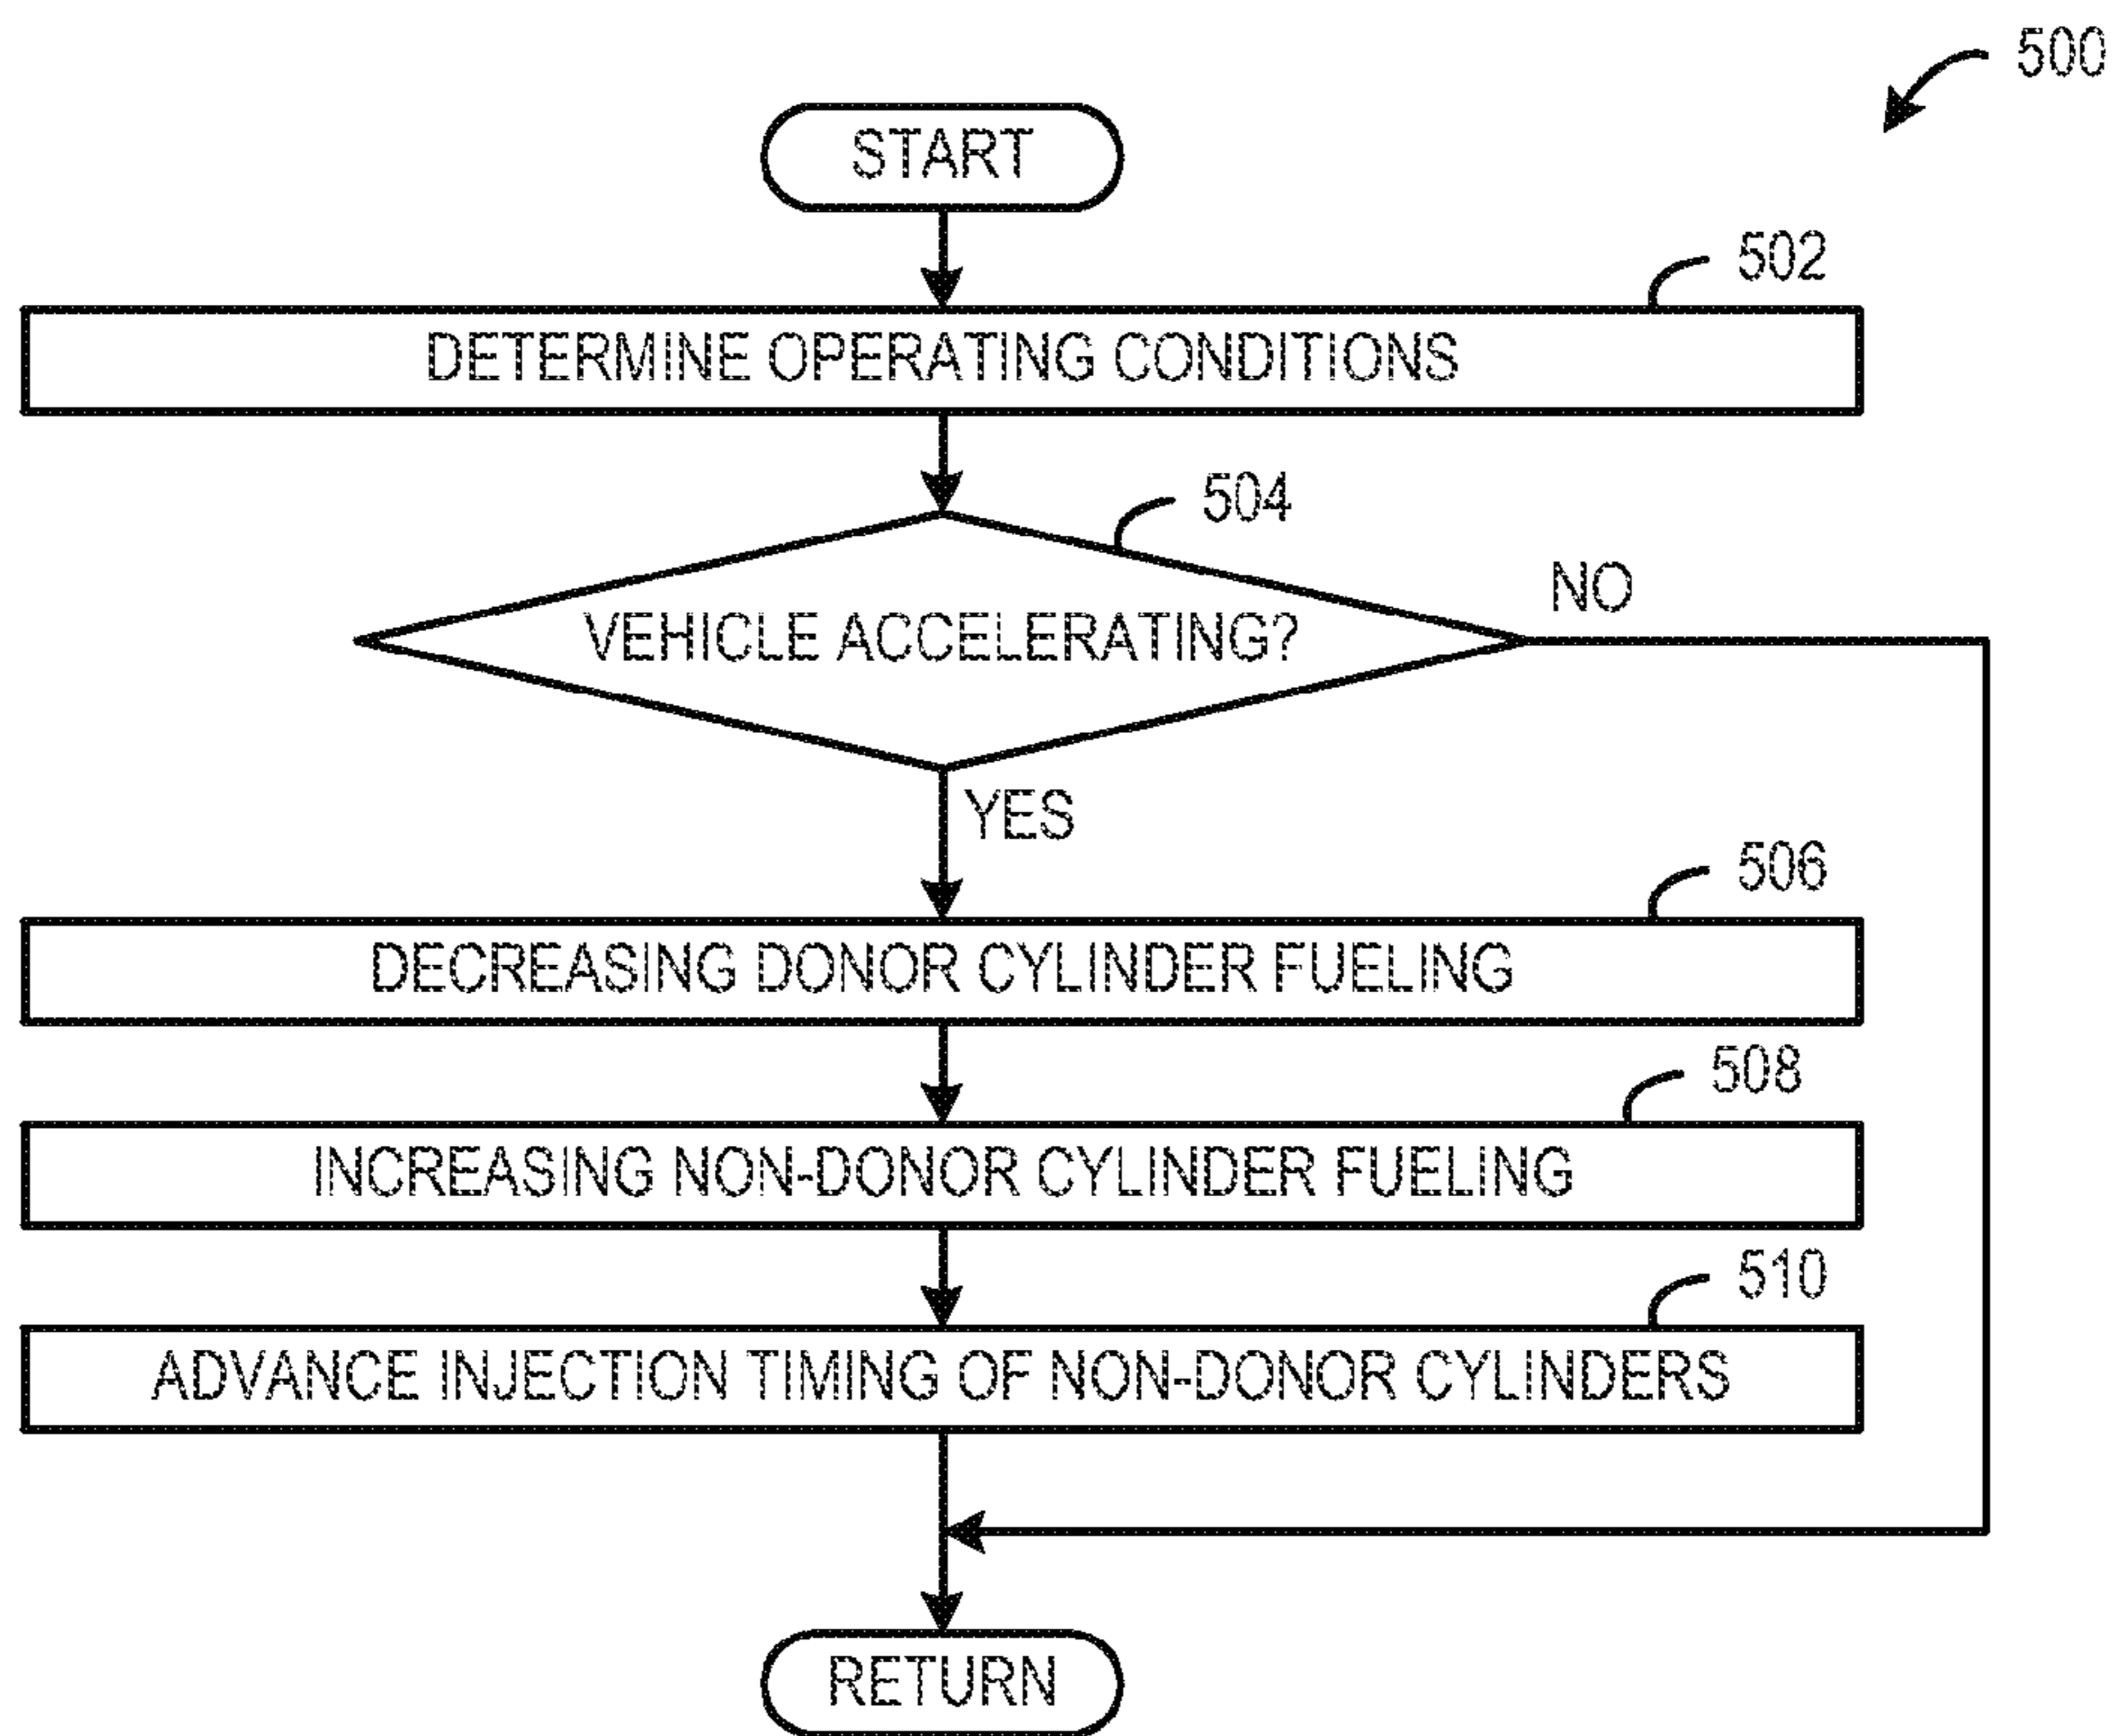 500
START
502
DETERMINE OPERATING CONDITIONS
504
VEHICLE ACCELERATING?
NO
YES
506
DECREASING DONOR CYLINDER FUELING
508
INCREASING NON-DONOR CYLINDER FUELING
510
ADVANCE INJECTION TIMING OF NON-DONOR CYLINDERS
RETURN